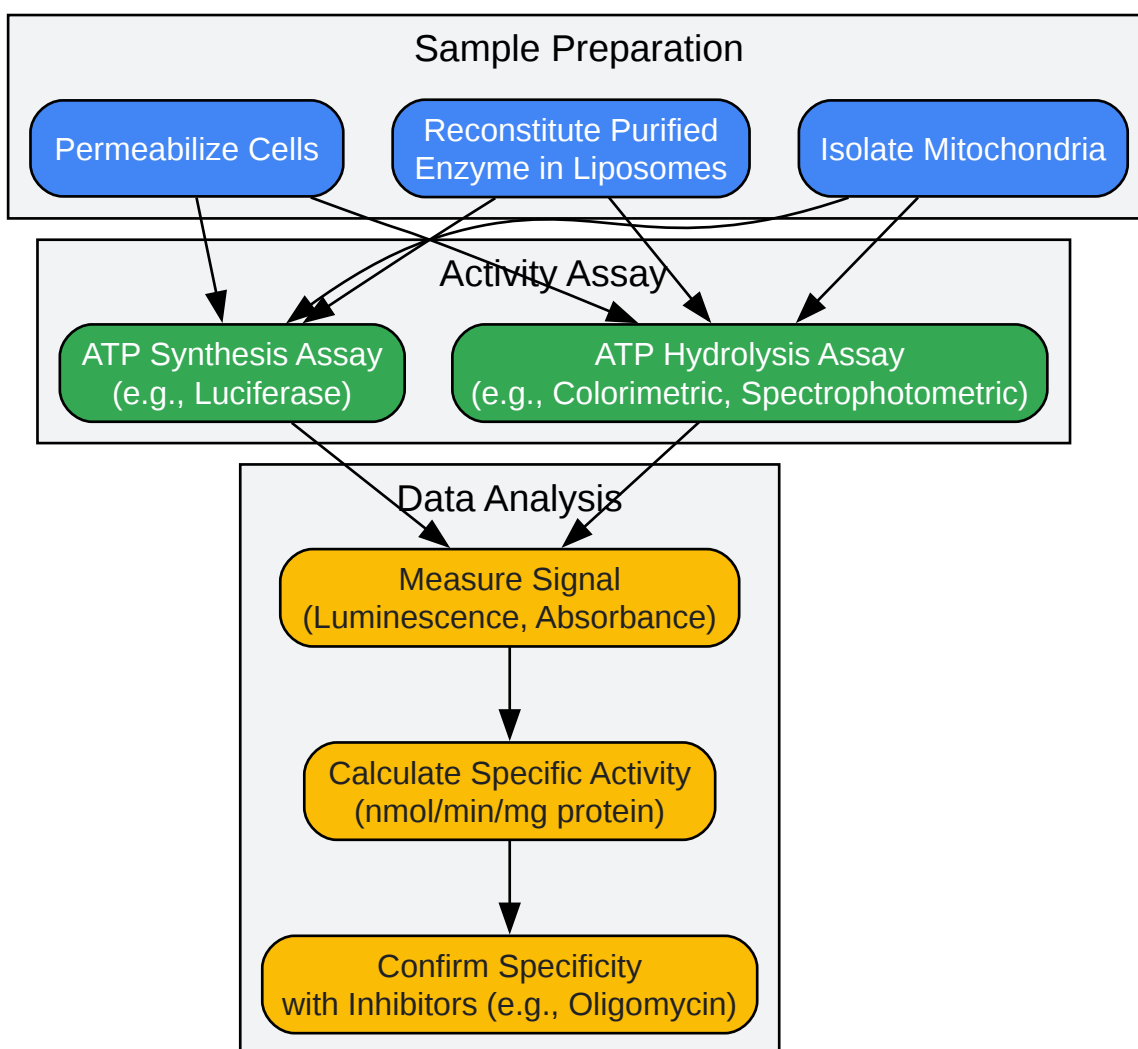 Sample Preparation
Permeabilize Cells
Reconstitute Purified
Enzyme in Liposomes
Isolate Mitochondria
Activity Assay
ATP Synthesis Assay
(e.g., Luciferase)
ATP Hydrolysis Assay
(e.g., Colorimetric, Spectrophotometric)
Data Analysis
Measure Signal
(Luminescence, Absorbance)
Calculate Specific Activity
(nmol/min/mg protein)
Confirm Specificity
with Inhibitors (e.g., Oligomycin)